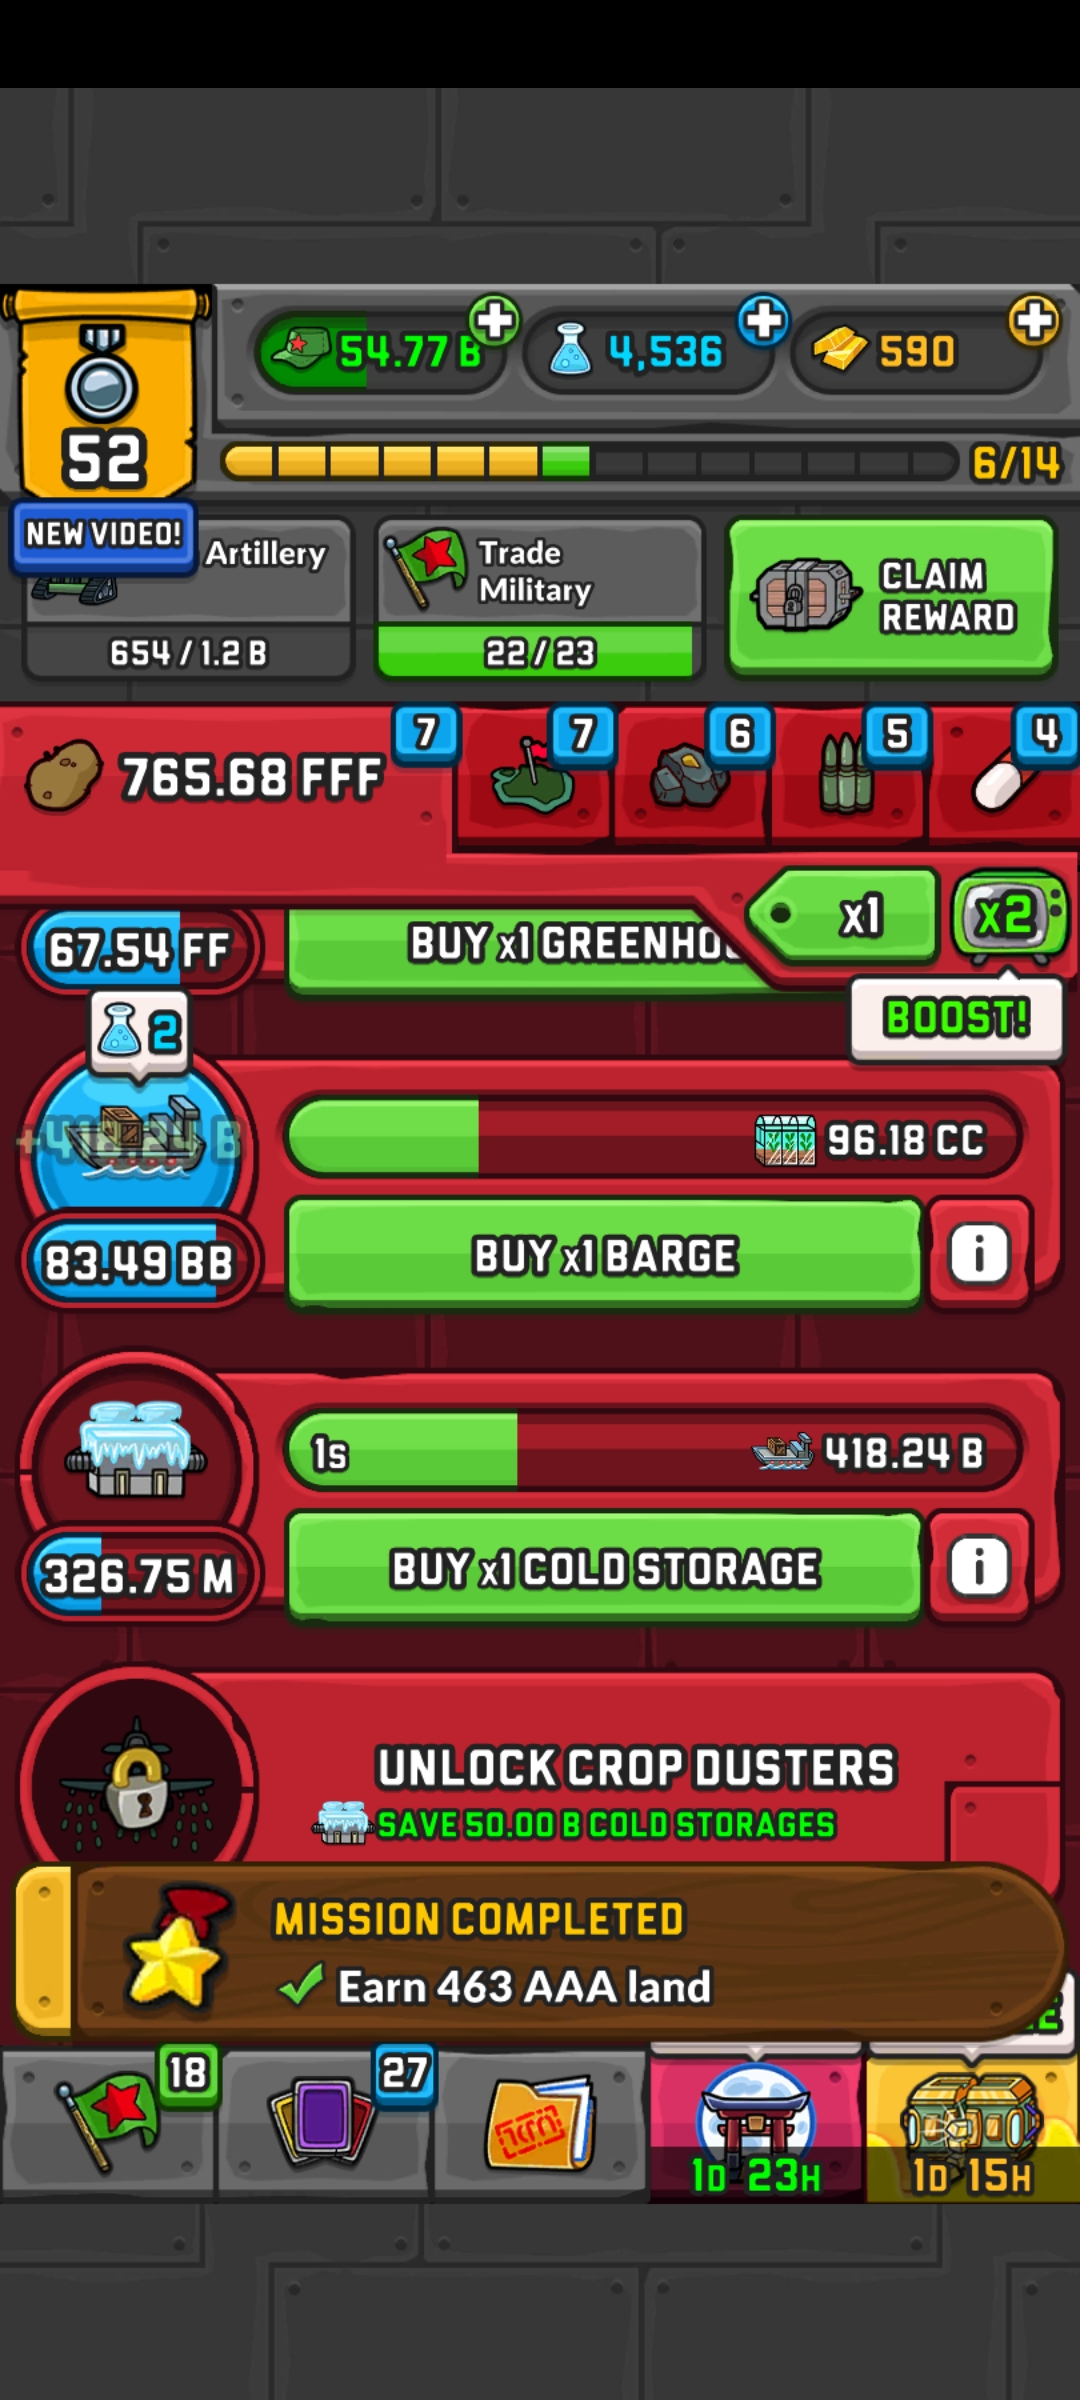 54.77 B
4,536
590
52
6/14
NEW VIDEO!
Artillery
654 / 1.2 B
Trade
Military
22 / 23
CLAIM
REWARD
765.68 FFF
7
7
6
5
4
x1
x2
BOOST!
67.54 FF
BUY x1
2
96.18 CC
83.49 BB
BUY x1 BARGE
i
1s
418.24 B
326.75 M
BUY x1 COLD STORAGE
i
UNLOCK CROP DUSTERS
SAVE 50.00 B COLD STORAGES
MISSION COMPLETED
Earn 463 AAA land
18
27
1D 23H
1D 15H